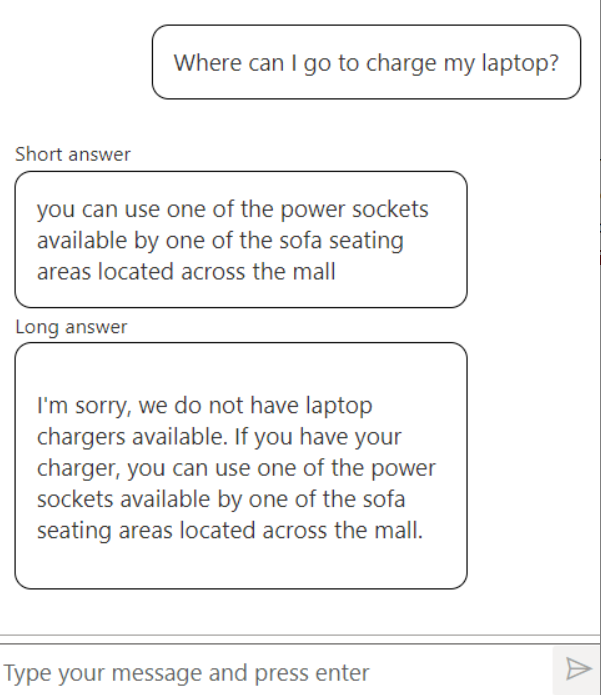 Where can I go to charge my laptop?
Short answer
you can use one of the power sockets
available by one of the sofa seating
areas located across the mall
Long answer
I'm sorry, we do not have laptop
chargers available. If you have your
charger, you can use one of the power
sockets available by one of the sofa
seating areas located across the mall.
Type your message and press enter